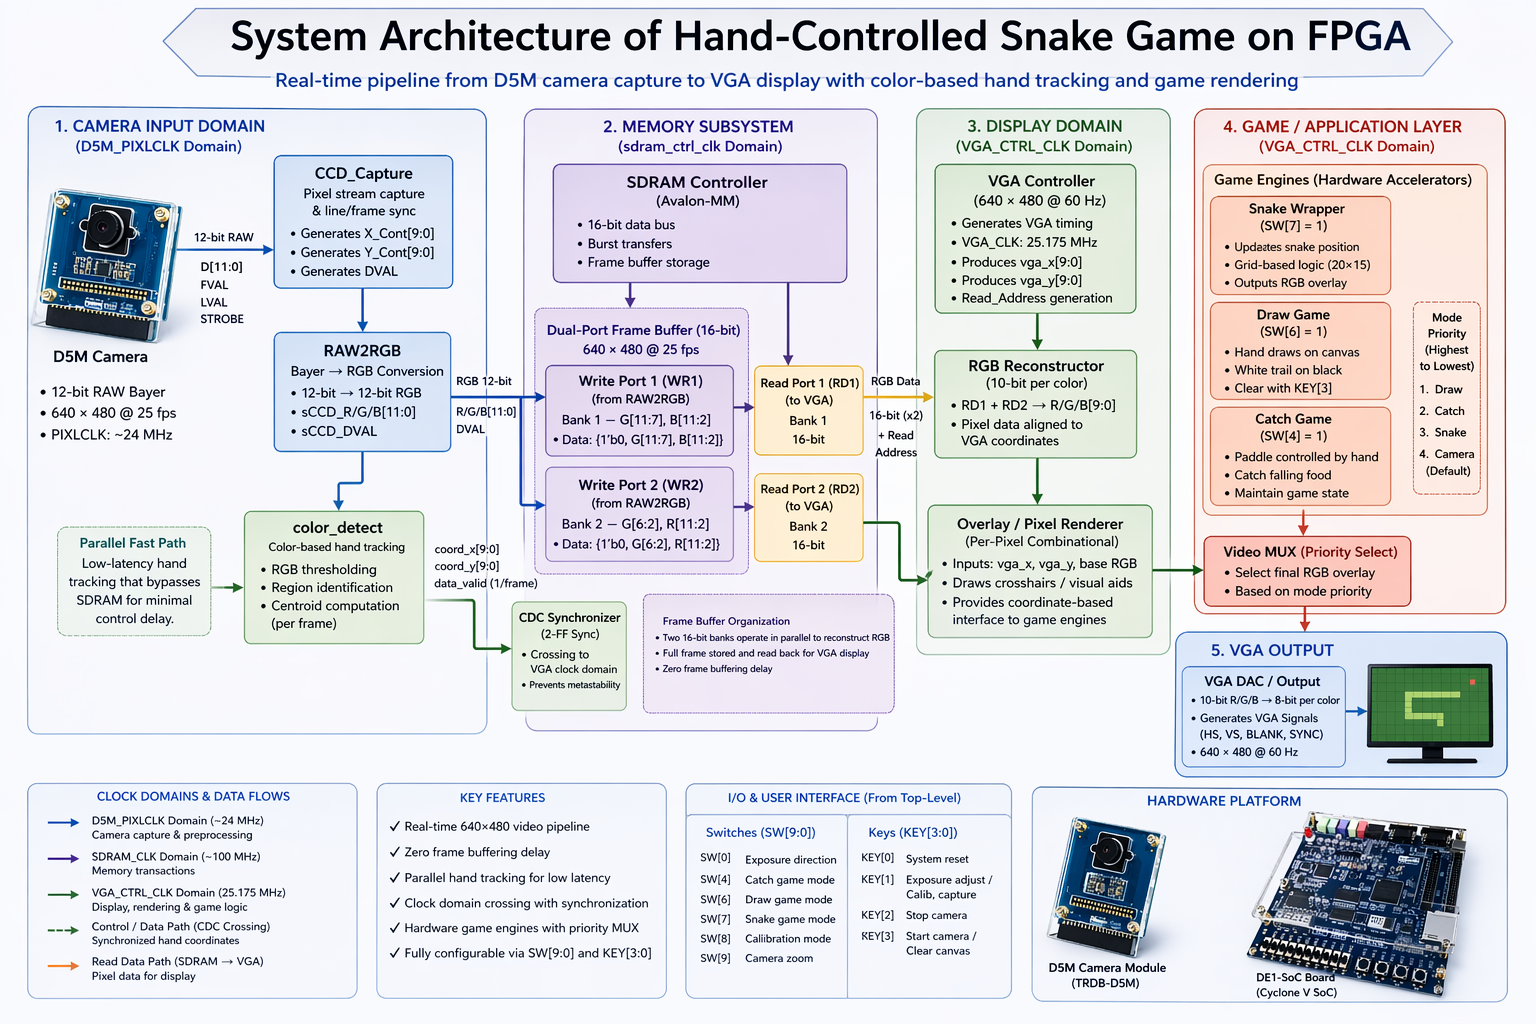 System Architecture of Hand-Controlled Snake Game on FPGA
Real-time pipeline from D5M camera capture to VGA display with color-based hand tracking and game rendering
1. CAMERA INPUT DOMAIN
(D5M_PIXLCLK Domain)
12-bit RAW
D[11:0]
FVAL
LVAL
STROBE
D5M Camera
• 12-bit RAW Bayer
• 640 × 480 @ 25 fps
• PIXLCLK: ~24 MHz
CCD_Capture
Pixel stream capture
& line/frame sync
• Generates X_Cont[9:0]
• Generates Y_Cont[9:0]
• Generates DVAL
RAW2RGB
Bayer → RGB Conversion
• 12-bit → 12-bit RGB
• sCCD_R/G/B[11:0]
• sCCD_DVAL
RGB 12-bit
R/G/B[11:0]
DVAL
Parallel Fast Path
Low-latency hand
tracking that bypasses
SDRAM for minimal
control delay.
color_detect
Color-based hand tracking
• RGB thresholding
• Region identification
• Centroid computation
(per frame)
coord_x[9:0]
coord_y[9:0]
data_valid (1/frame)
CDC Synchronizer
(2-FF Sync)
• Crossing to
VGA clock domain
• Prevents metastability
2. MEMORY SUBSYSTEM
(sdram_ctrl_clk Domain)
SDRAM Controller
(Avalon-MM)
• 16-bit data bus
• Burst transfers
• Frame buffer storage
Dual-Port Frame Buffer (16-bit)
640 × 480 @ 25 fps
Write Port 1 (WR1)
(from RAW2RGB)
Bank 1 — G[11:7], B[11:2]
• Data: {1'b0, G[11:7], B[11:2]}
Write Port 2 (WR2)
(from RAW2RGB)
Bank 2 — G[6:2], R[11:2]
• Data: {1'b0, G[6:2], R[11:2]}
Read Port 1 (RD1)
(to VGA)
Bank 1
16-bit
Read Port 2 (RD2)
(to VGA)
Bank 2
16-bit
RGB Data
16-bit (x2)
+ Read
Address
Frame Buffer Organization
• Two 16-bit banks operate in parallel to reconstruct RGB
• Full frame stored and read back for VGA display
• Zero frame buffering delay
3. DISPLAY DOMAIN
(VGA_CTRL_CLK Domain)
VGA Controller
(640 × 480 @ 60 Hz)
• Generates VGA timing
• VGA_CLK: 25.175 MHz
• Produces vga_x[9:0]
• Produces vga_y[9:0]
• Read_Address generation
RGB Reconstructor
(10-bit per color)
• RD1 + RD2 → R/G/B[9:0]
• Pixel data aligned to
VGA coordinates
Overlay / Pixel Renderer
(Per-Pixel Combinational)
• Inputs: vga_x, vga_y, base RGB
• Draws crosshairs / visual aids
• Provides coordinate-based
interface to game engines
4. GAME / APPLICATION LAYER
(VGA_CTRL_CLK Domain)
Game Engines (Hardware Accelerators)
Snake Wrapper
(SW[7] = 1)
• Updadtes snake position
• Grid-based logic (20×15)
• Outputs RGB overlay
Draw Game
(SW[6] = 1)
• Hand draws on canvas
• White trail on black
• Clear with KEY[3]
Catch Game
(SW[4] = 1)
• Paddle controlled by hand
• Catch falling food
• Maintain game state
Mode
Priority
(Highest
to Lowest)
1. Draw
2. Catch
3. Snake
4. Camera
(Default)
Video MUX (Priority Select)
• Select final RGB overlay
• Based on mode priority
5. VGA OUTPUT
VGA DAC / Output
• 10-bit R/G/B → 8-bit per color
• Generates VGA Signals
(HS, VS, BLANK, SYNC)
• 640 × 480 @ 60 Hz
CLOCK DOMAINS & DATA FLOWS
D5M_PIXLCLK Domain (~24 MHz)
Camera capture & preprocessing
SDRAM_CLK Domain (~100 MHz)
Memory transactions
VGA_CTRL_CLK Domain (25.175 MHz)
Display, rendering & game logic
Control / Data Path (CDC Crossing)
Synchronized hand coordinates
Read Data Path (SDRAM → VGA)
Pixel data for display
KEY FEATURES
✓ Real-time 640×480 video pipeline
✓ Zero frame buffering delay
✓ Parallel hand tracking for low latency
✓ Clock domain crossing with synchronization
✓ Hardware game engines with priority MUX
✓ Fully configurable via SW[9:0] and KEY[3:0]
I/O & USER INTERFACE (From Top-Level)
Switches (SW[9:0])
SW[0] Exposure direction
SW[4] Catch game mode
SW[6] Draw game mode
SW[7] Snake game mode
SW[8] Callibration mode
SW[9] Camera zoom
Keys (KEY[3:0])
KEY[0] System reset
KEY[1] Exposure adjust /
Calib, capture
KEY[2] Stop camera
KEY[3] Start camera /
Clear canvas
HARDWARE PLATFORM
D5M Camera Module
(TRDB-D5M)
DE1-SoC Board
(Cyclone V SoC)